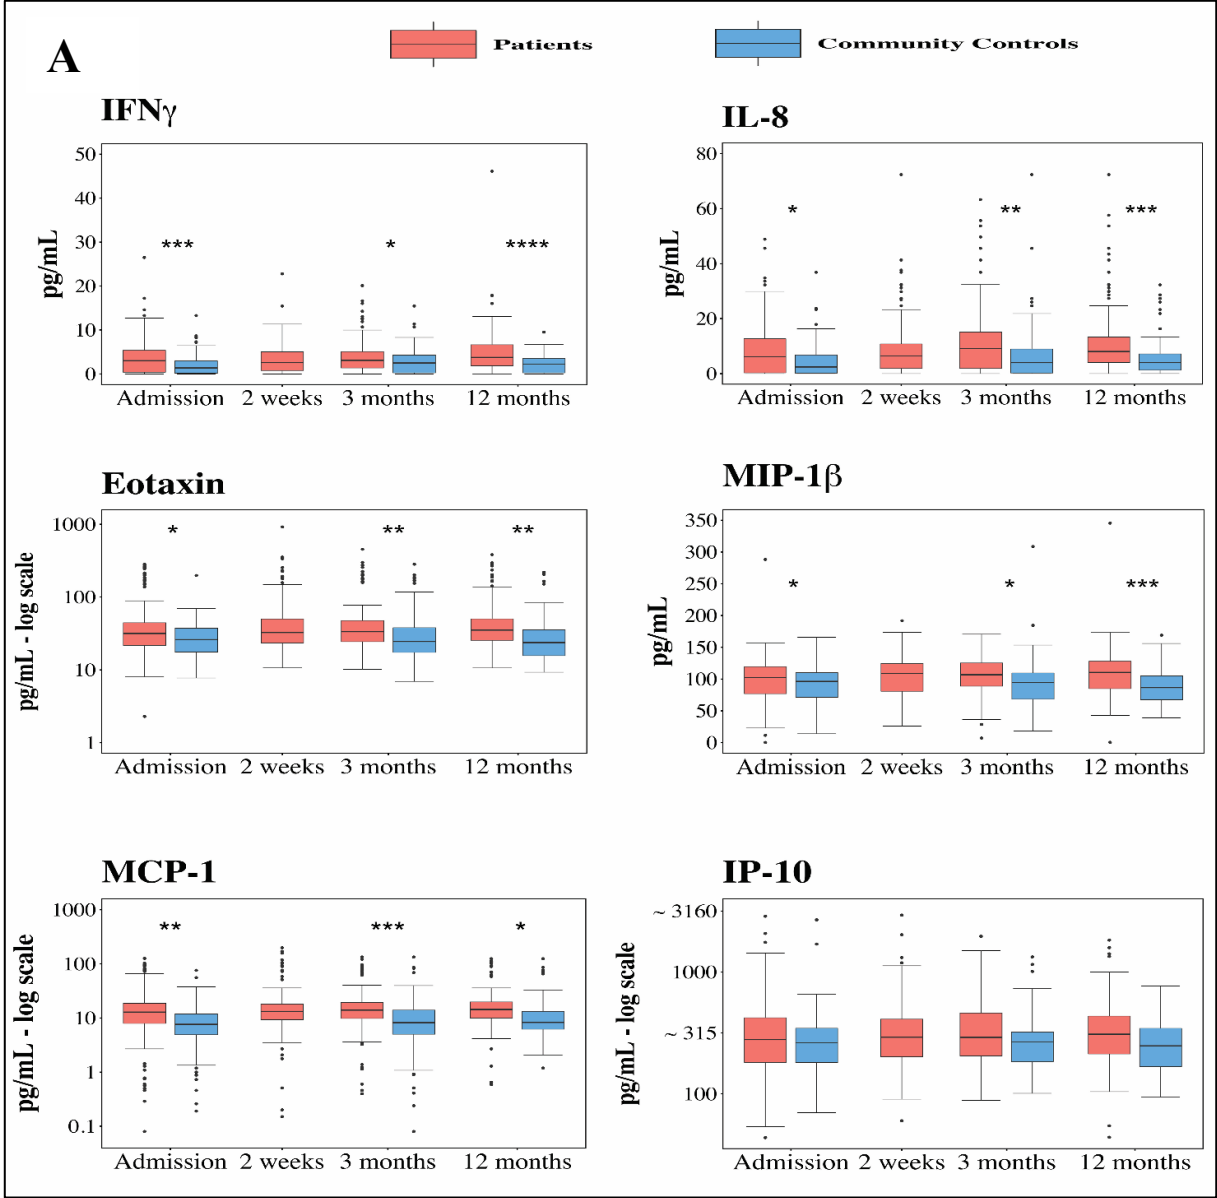 A
Patients
Community Controls
IFNγ
pg/mL
50
40
30
20
10
0
***
*
****
Admission 2 weeks 3 months 12 months
IL-8
pg/mL
80
60
40
20
0
*
**
***
Admission 2 weeks 3 months 12 months
Eotaxin
pg/mL - log scale
1000
100
10
1
*
**
**
Admission 2 weeks 3 months 12 months
MIP-1β
pg/mL
350
300
250
200
150
100
50
0
*
*
***
Admission 2 weeks 3 months 12 months
MCP-1
pg/mL - log scale
1000
100
10
1
0.1
**
***
*
Admission 2 weeks 3 months 12 months
IP-10
pg/mL - log scale
~ 3160
1000
~ 315
100
Admission 2 weeks 3 months 12 months